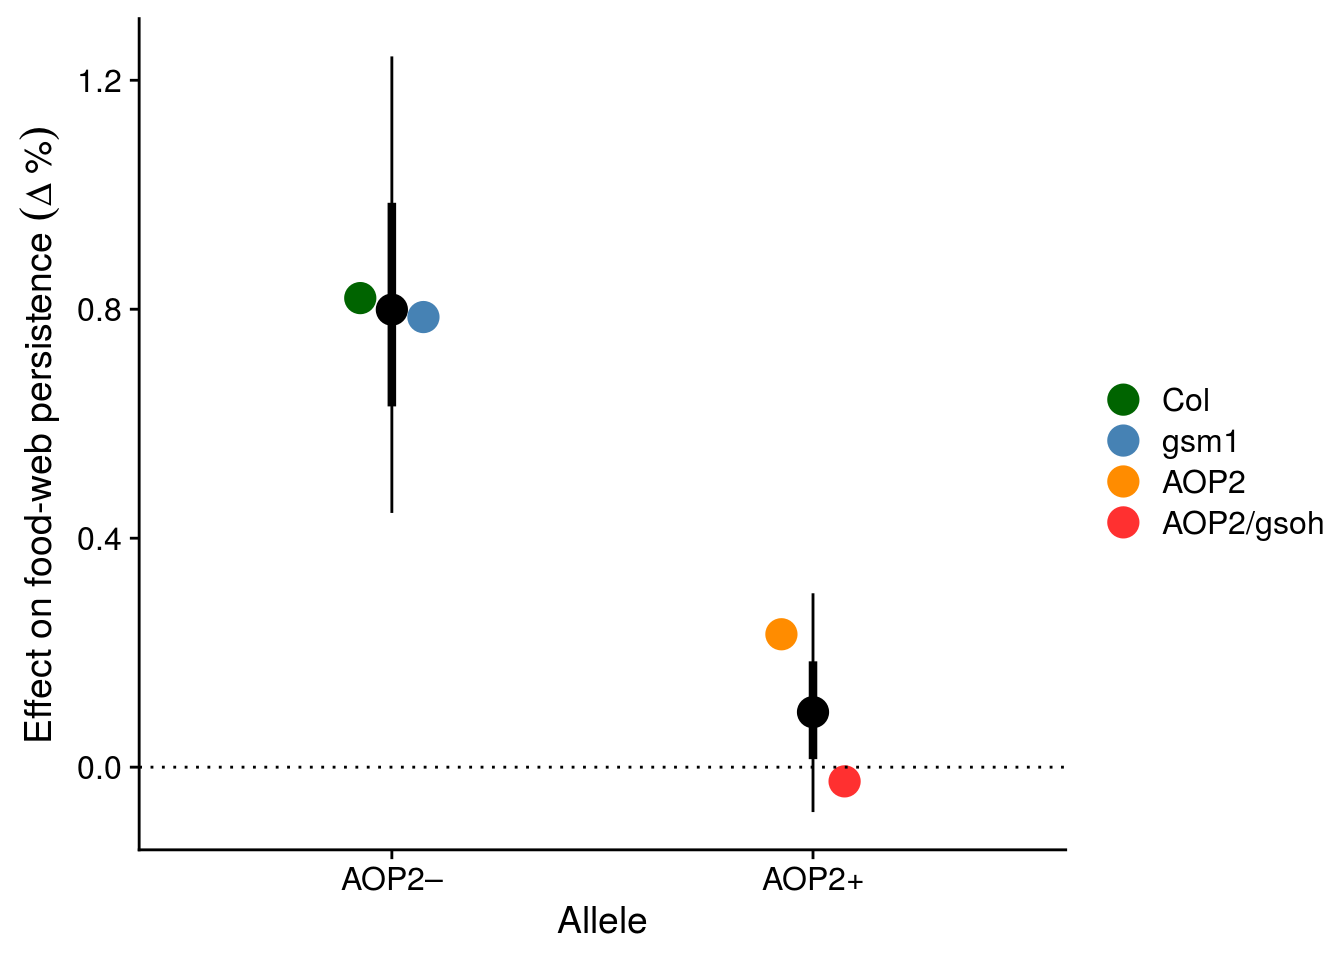 Effect on food-web persistence (Δ %)
1.2
0.8
0.4
0.0
AOP2–
AOP2+
Allele
Col
gsm1
AOP2
AOP2/gsoh